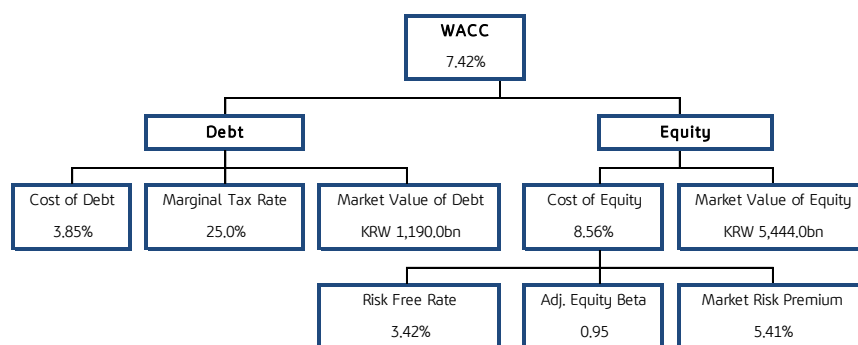 WACC
7.42%
Debt
Equity
Cost of Debt
3.85%
Marginal Tax Rate
25.0%
Market Value of Debt
KRW 1,190.0bn
Cost of Equity
8.56%
Market Value of Equity
KRW 5,444.0bn
Risk Free Rate
3.42%
Adj. Equity Beta
0.95
Market Risk Premium
5.41%